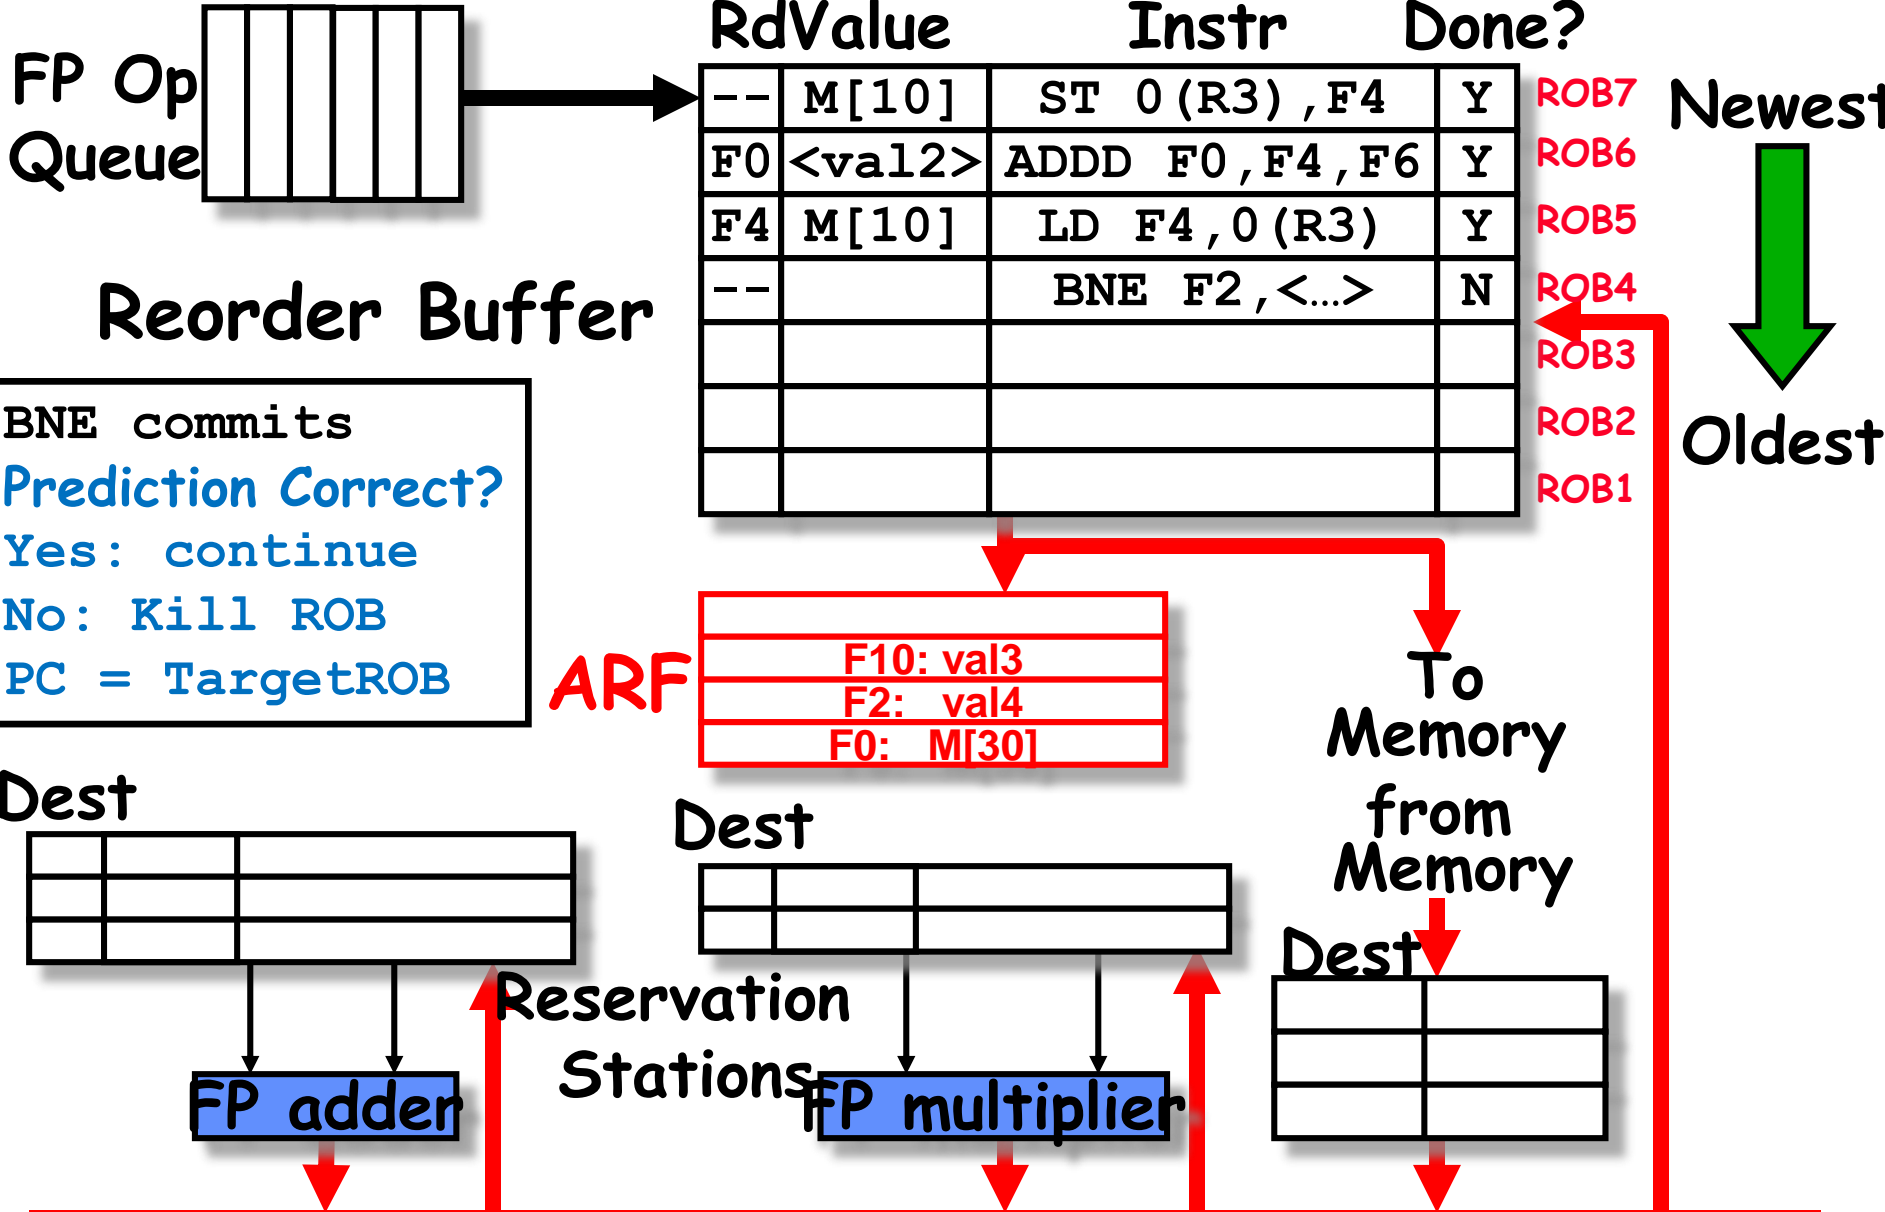 RdValue Instr Done?
FP Op
Queue
-- M[10] ST 0(R3),F4 Y ROB7
F0 <val2> ADDD F0,F4,F6 Y ROB6
F4 M[10] LD F4,0(R3) Y ROB5
-- BNE F2,<…> N ROB4
ROB3
ROB2
ROB1
Newest
Oldest
Reorder Buffer
BNE commits
Prediction Correct?
Yes: continue
No: Kill ROB
PC = TargetROB
ARF
F10: val3
F2: val4
F0: M[30]
To
Memory
from
Memory
Dest
Dest
Dest
Reservation
Stations
FP adder
FP multiplier